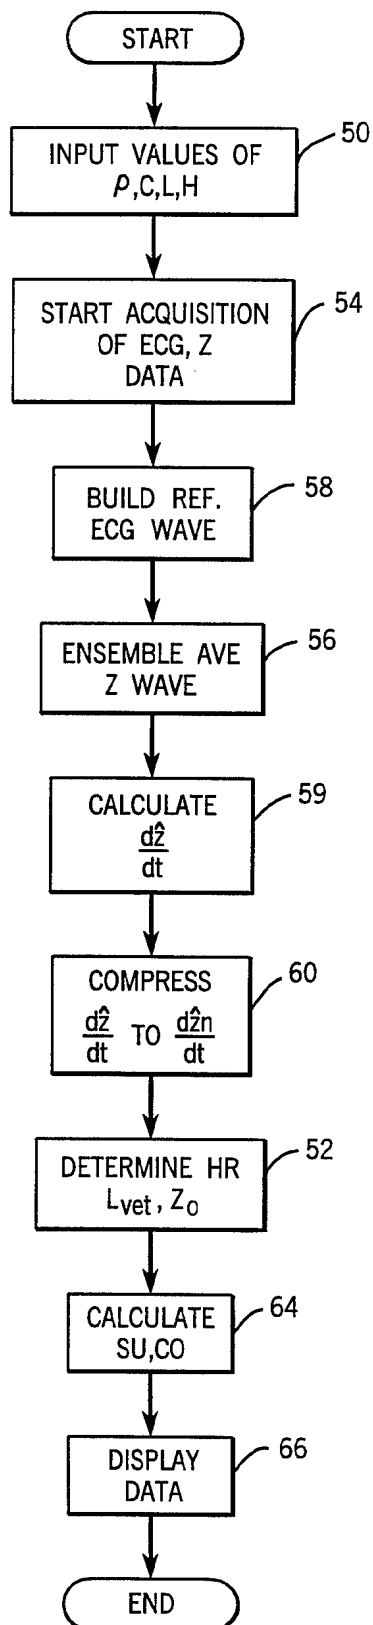 START
INPUT VALUES OF
ρ,C,L,H
50
START ACQUISITION
OF ECG, Z
DATA
54
BUILD REF.
ECG WAVE
58
ENSEMBLE AVE
Z WAVE
56
CALCULATE
dẑ
dt
59
COMPRESS
dẑ/dt TO dẑn/dt
60
DETERMINE HR
Lvet, Zo
52
CALCULATE
SU,CO
64
DISPLAY
DATA
66
END